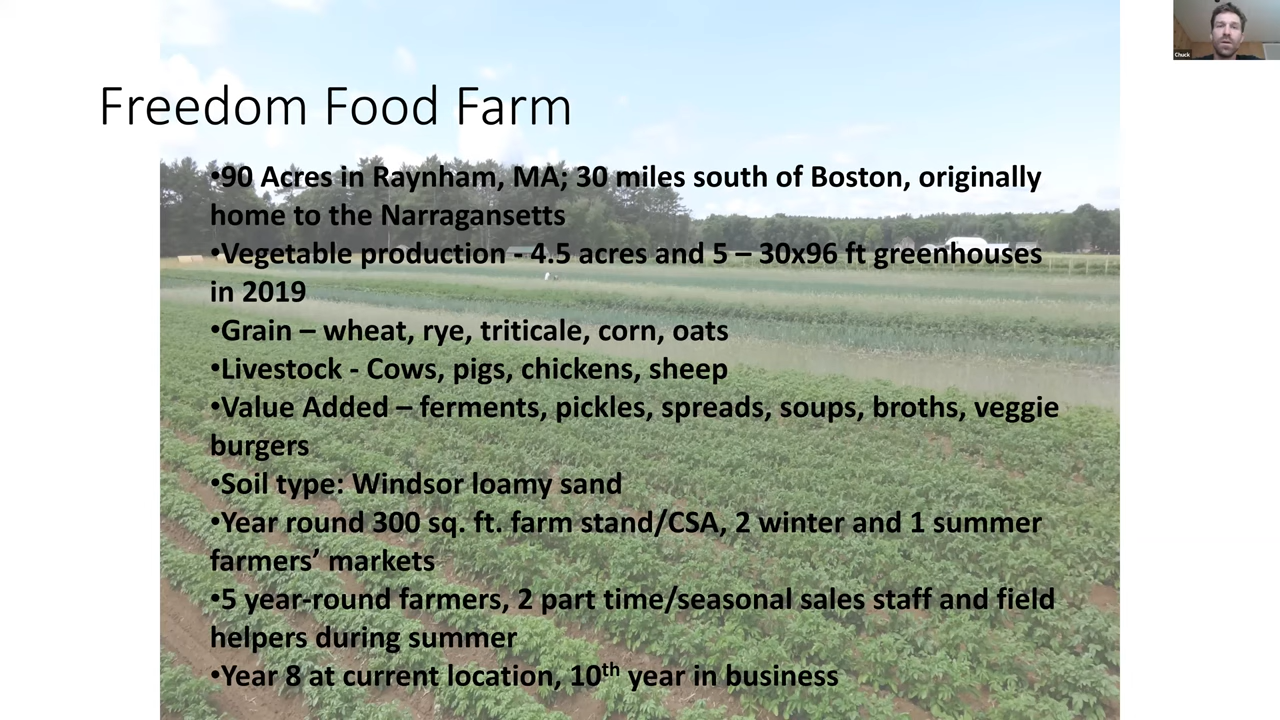 Chuck
Freedom Food Farm
•90 Acres in Raynham, MA; 30 miles south of Boston, originally
home to the Narragansetts
•Vegetable production - 4.5 acres and 5 – 30x96 ft greenhouses
in 2019
•Grain – wheat, rye, triticale, corn, oats
•Livestock - Cows, pigs, chickens, sheep
•Value Added – ferments, pickles, spreads, soups, broths, veggie
burgers
•Soil type: Windsor loamy sand
•Year round 300 sq. ft. farm stand/CSA, 2 winter and 1 summer
farmers’ markets
•5 year-round farmers, 2 part time/seasonal sales staff and field
helpers during summer
•Year 8 at current location, 10th year in business